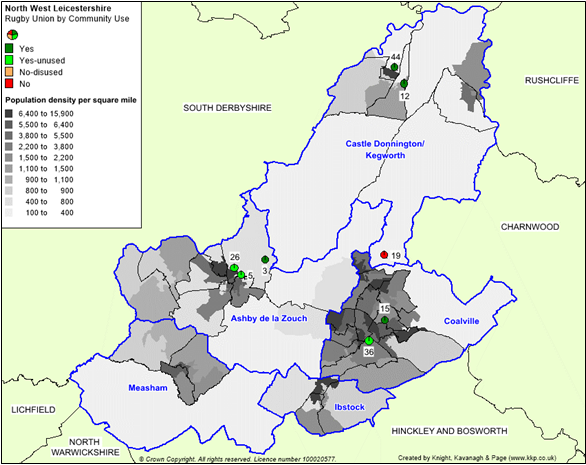 North West Leicestershire
Rugby Union by Community Use
Yes
Yes-unused
No-disused
No
Population density per square mile
6,400 to 15,900
5,500 to 6,400
3,800 to 5,500
2,200 to 3,800
1,500 to 2,200
1,100 to 1,500
900 to 1,100
800 to 900
400 to 800
100 to 400
44
12
RUSHCLIFFE
SOUTH DERBYSHIRE
Castle Donnington/
Kegworth
CHARNWOOD
26
5
3
19
15
Ashby de la Zouch
Coalville
36
Measham
Ibstock
LICHFIELD
NORTH
WARWICKSHIRE
HINCKLEY AND BOSWORTH
© Crown Copyright. All rights reserved. Licence number 100020577.
Created by Knight, Kavanagh & Page (www.kkp.co.uk)